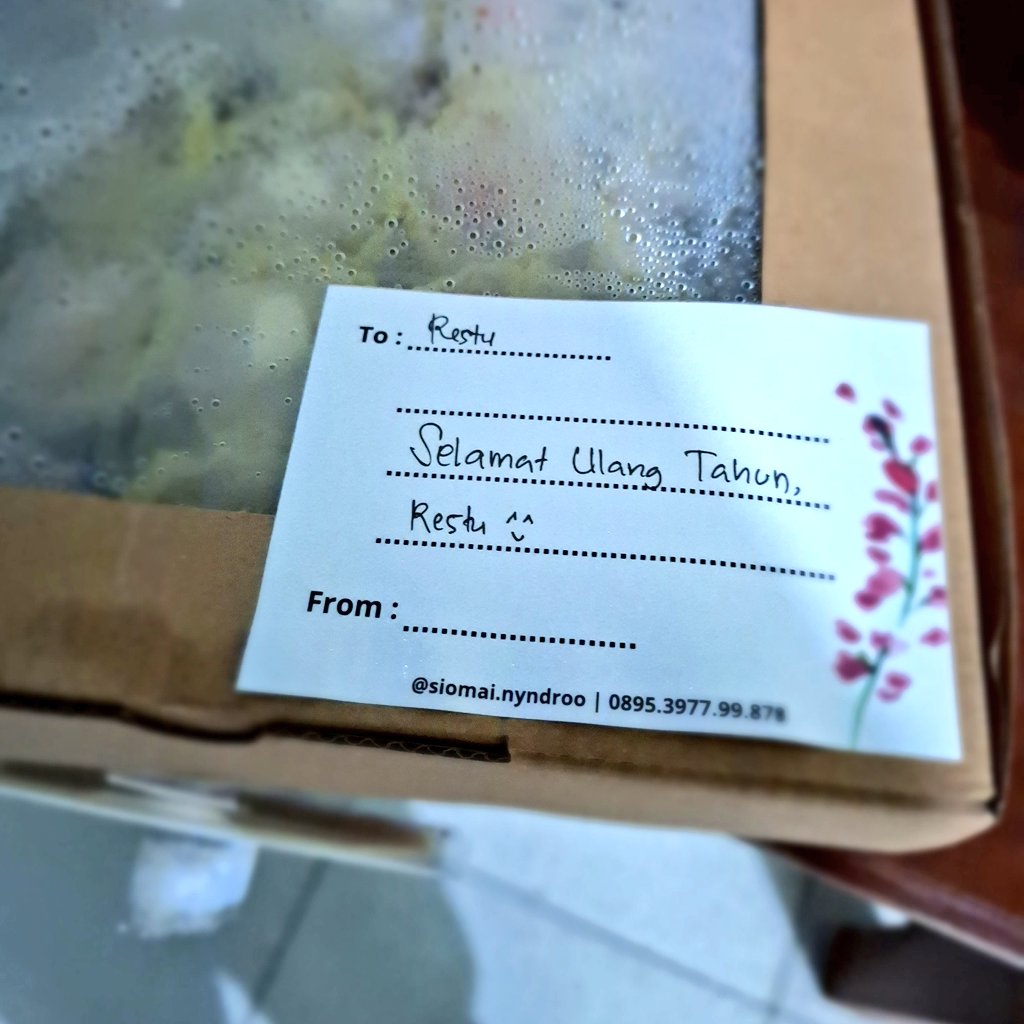 To : Restu
Selamat Ulang Tahun,
Restu ^^
From :
@siomai.nyndroo | 0895.3977.99.878